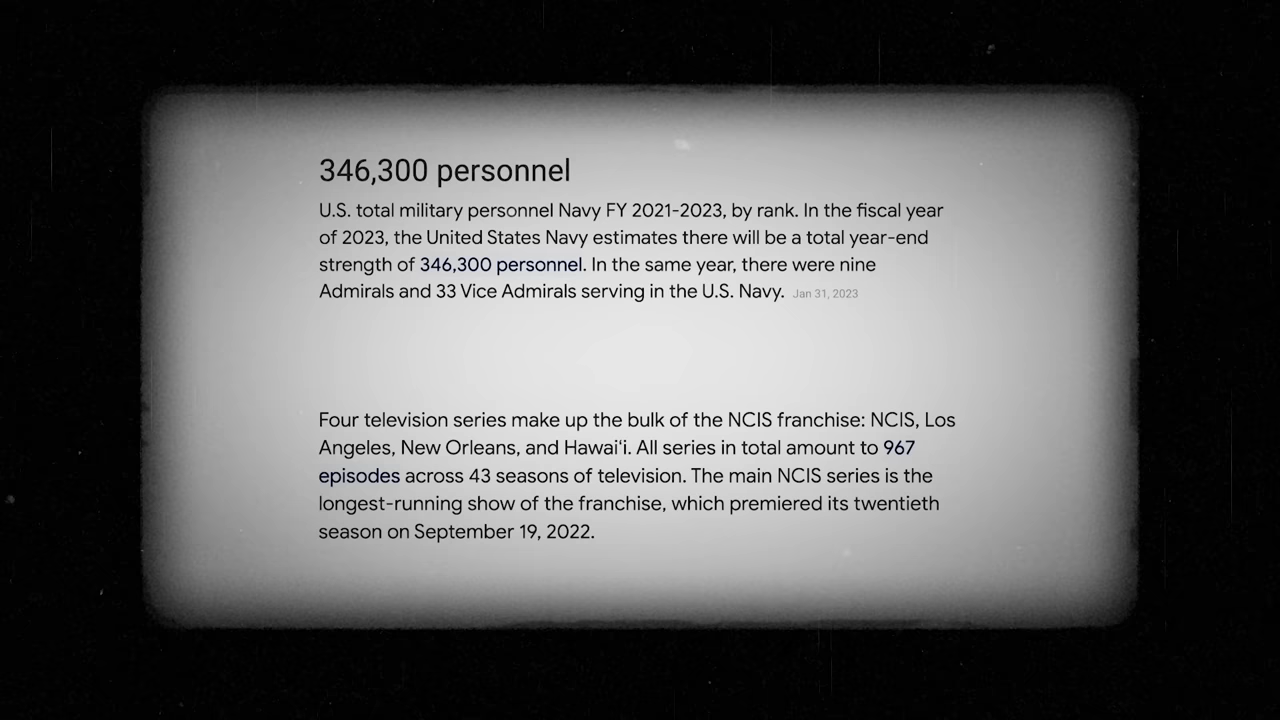 346,300 personnel
U.S. total military personnel Navy FY 2021-2023, by rank. In the fiscal year
of 2023, the United States Navy estimates there will be a total year-end
strength of 346,300 personnel. In the same year, there were nine
Admirals and 33 Vice Admirals serving in the U.S. Navy. Jan 31, 2023
Four television series make up the bulk of the NCIS franchise: NCIS, Los
Angeles, New Orleans, and Hawaiʻi. All series in total amount to 967
episodes across 43 seasons of television. The main NCIS series is the
longest-running show of the franchise, which premiered its twentieth
season on September 19, 2022.